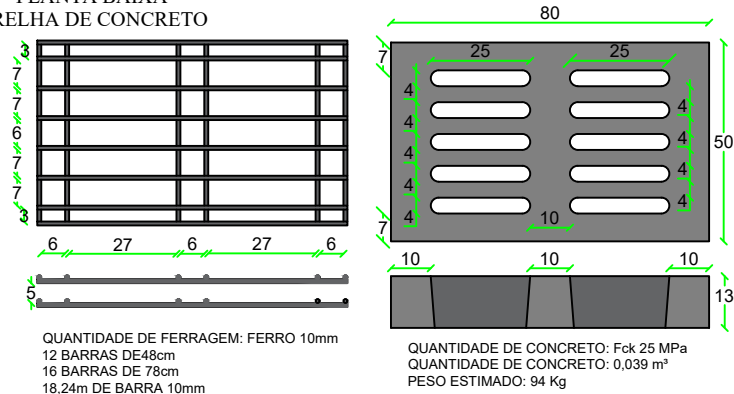 PLANTA BAIXA
RELHA DE CONCRETO
3
7
7
6
7
7
3
6 27 6 27 6
5
QUANTIDADE DE FERRAGEM: FERRO 10mm
12 BARRAS DE48cm
16 BARRAS DE 78cm
18,24m DE BARRA 10mm
80
7
25 25
4
4
4
4
4
4
4
4
4
50
10
7
10 10 10
13
QUANTIDADE DE CONCRETO: Fck 25 MPa
QUANTIDADE DE CONCRETO: 0,039 m³
PESO ESTIMADO: 94 Kg